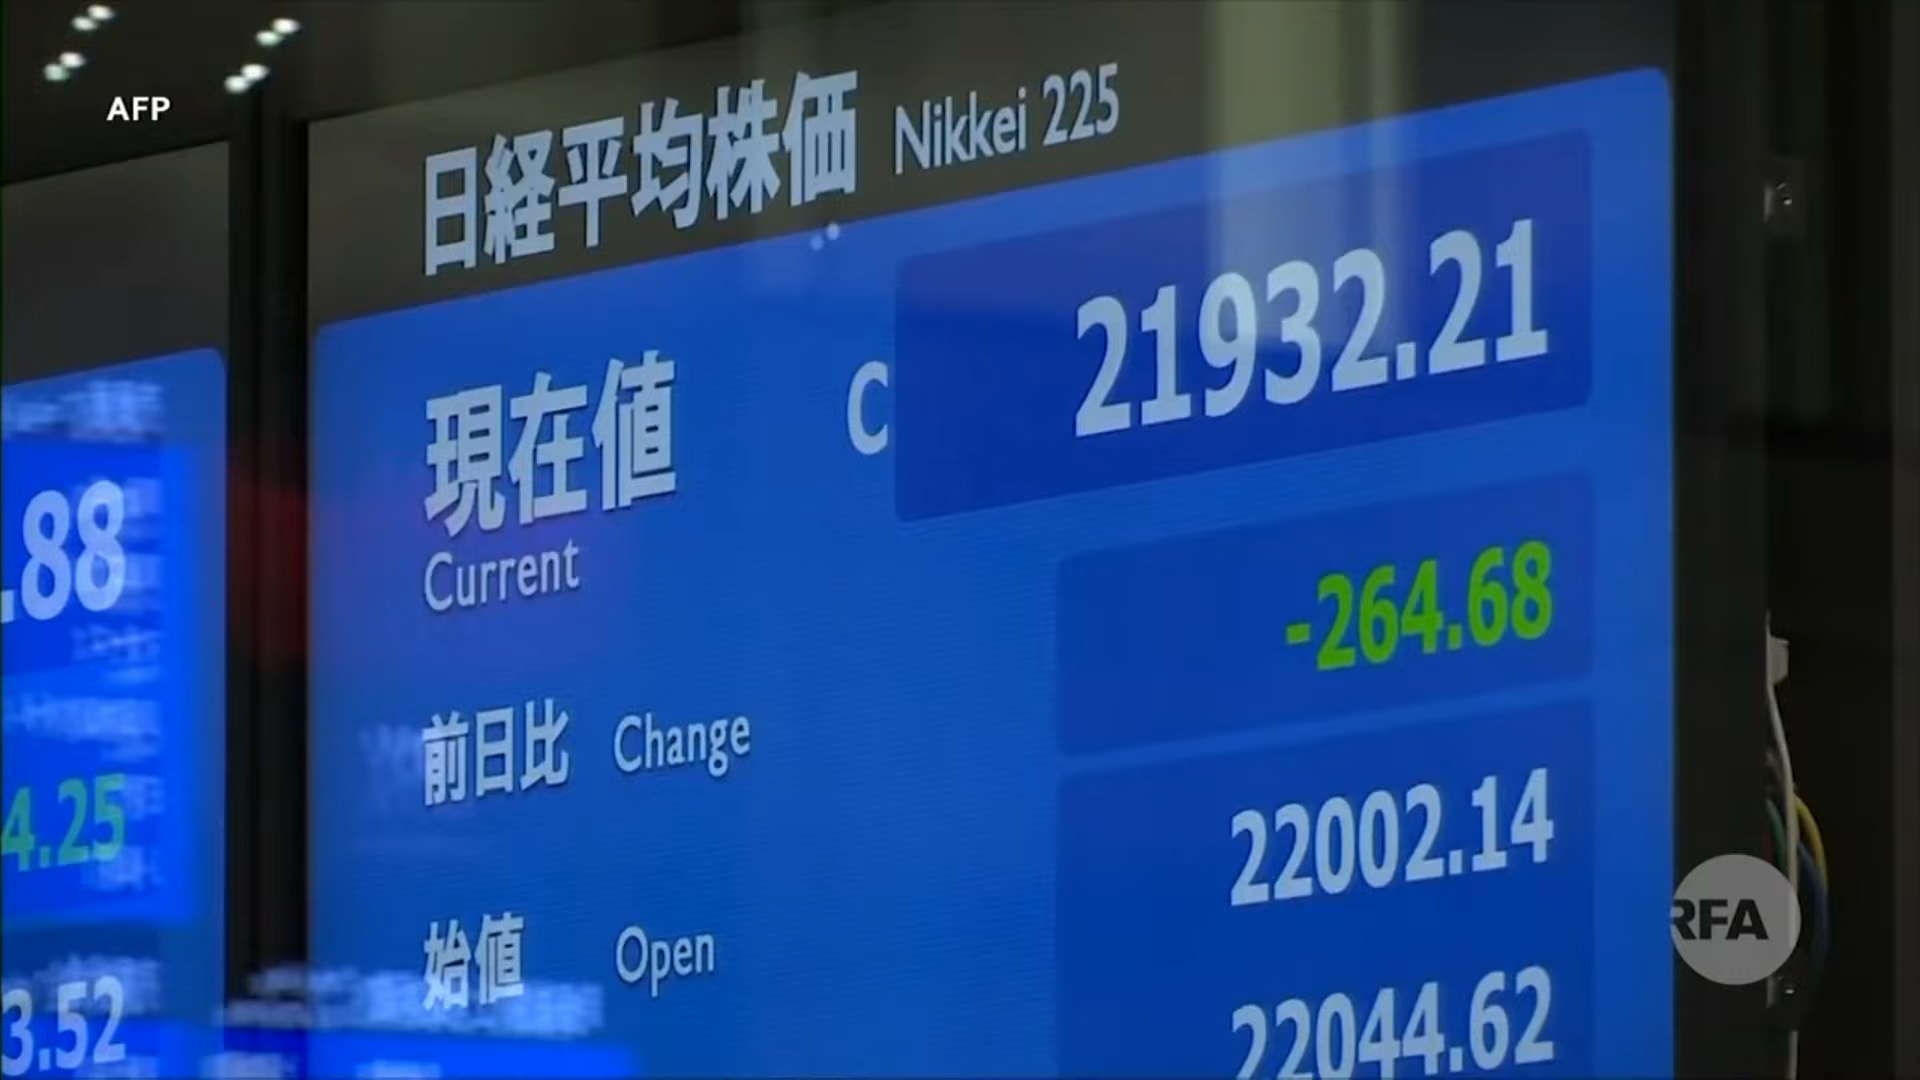 AFP
日経平均株価 Nikkei 225
現在値 C 21932.21
Current
前日比 Change -264.68
始値 Open 22002.14
22044.62
.88
4.25
3.52
RFA